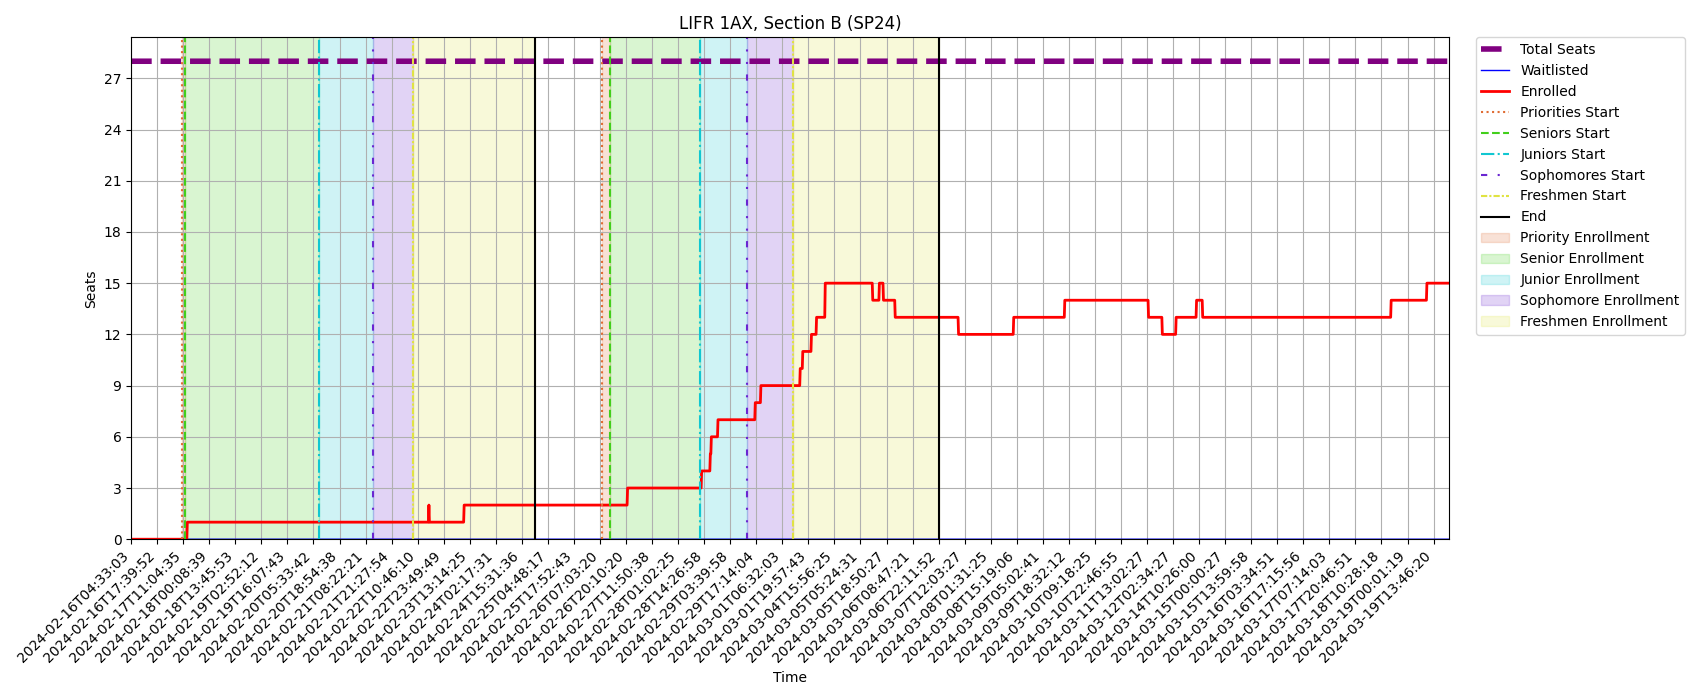 LIFR 1AX, Section B (SP24)
Total Seats
Waitlisted
Enrolled
Priorities Start
Seniors Start
Juniors Start
Sophomores Start
Freshmen Start
End
Priority Enrollment
Senior Enrollment
Junior Enrollment
Sophomore Enrollment
Freshmen Enrollment
Seats
27
24
21
18
15
12
9
6
3
0
2024-02-16T04:33:03
2024-02-16T17:39:52
2024-02-17T11:04:35
2024-02-18T00:08:39
2024-02-18T13:45:53
2024-02-19T02:52:12
2024-02-19T16:07:43
2024-02-20T05:33:42
2024-02-20T18:54:38
2024-02-21T08:22:21
2024-02-21T21:27:54
2024-02-22T10:46:10
2024-02-22T23:49:49
2024-02-23T13:14:25
2024-02-24T02:17:31
2024-02-24T15:31:36
2024-02-25T04:48:17
2024-02-25T17:52:43
2024-02-26T07:03:20
2024-02-26T20:10:20
2024-02-27T11:50:38
2024-02-28T01:02:25
2024-02-28T14:26:58
2024-02-29T03:39:58
2024-02-29T17:14:04
2024-03-01T06:32:03
2024-03-01T19:57:43
2024-03-04T15:56:25
2024-03-05T05:24:31
2024-03-05T18:50:27
2024-03-06T08:47:21
2024-03-06T22:11:52
2024-03-07T12:03:27
2024-03-08T01:31:25
2024-03-08T15:19:06
2024-03-09T05:02:41
2024-03-09T18:32:12
2024-03-10T09:18:25
2024-03-10T22:46:55
2024-03-11T13:02:27
2024-03-12T02:34:27
2024-03-14T10:26:00
2024-03-15T00:00:27
2024-03-15T13:59:58
2024-03-16T03:34:51
2024-03-16T17:15:56
2024-03-17T07:14:03
2024-03-17T20:46:51
2024-03-18T10:28:18
2024-03-19T00:01:19
2024-03-19T13:46:20
Time